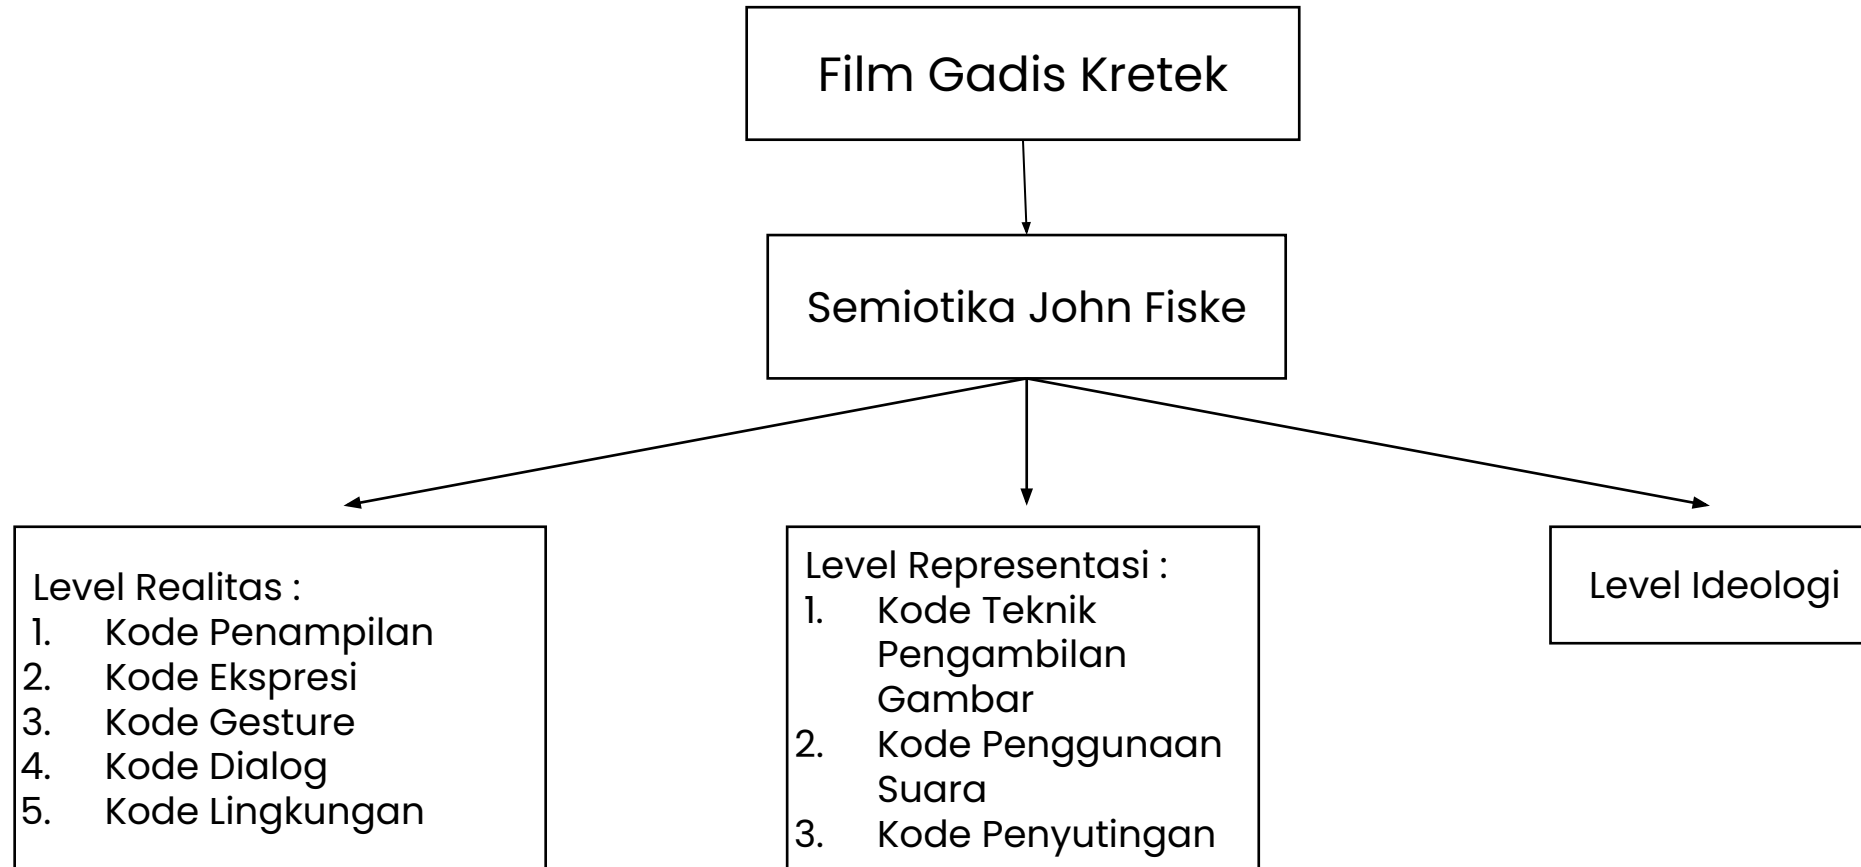 Film Gadis Kretek
Semiotika John Fiske
Level Realitas :
1. Kode Penampilan
2. Kode Ekspresi
3. Kode Gesture
4. Kode Dialog
5. Kode Lingkungan
Level Representasi :
1. Kode Teknik
Pengambilan
Gambar
2. Kode Penggunaan
Suara
3. Kode Penyutingan
Level Ideologi